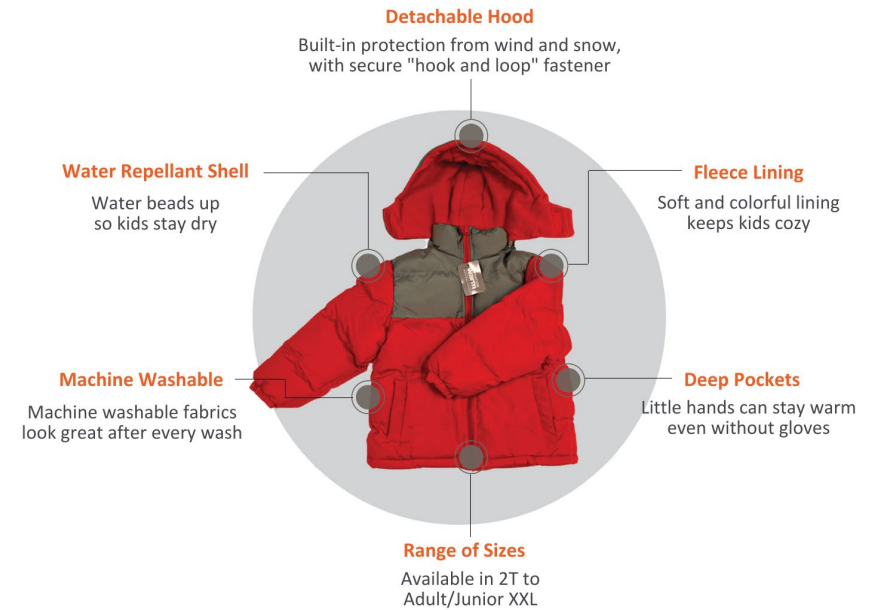 Detachable Hood
Built-in protection from wind and snow,
with secure "hook and loop" fastener
Water Repellant Shell
Water beads up
so kids stay dry
Fleece Lining
Soft and colorful lining
keeps kids cozy
Machine Washable
Machine washable fabrics
look great after every wash
Deep Pockets
Little hands can stay warm
even without gloves
Range of Sizes
Available in 2T to
Adult/Junior XXL